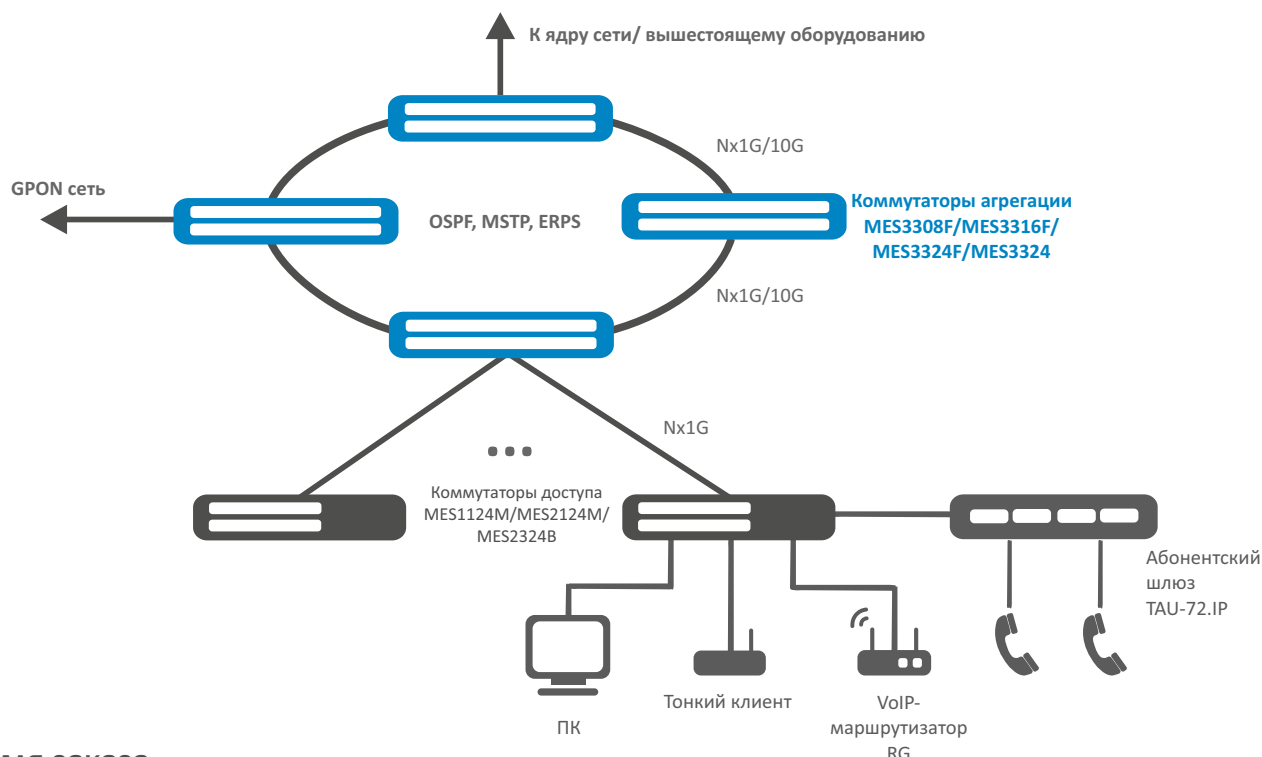 К ядру сети/ вышестоящему оборудованию
Nx1G/10G
GPON сеть
OSPF, MSTP, ERPS
Коммутаторы агрегации
MES3308F/MES3316F/
MES3324F/MES3324
Nx1G/10G
Nx1G
Коммутаторы доступа
MES1124M/MES2124M/
MES2324B
Абонентский
шлюз
TAU-72.IP
ПК
Тонкий клиент
VoIP-
маршрутизатор
RG